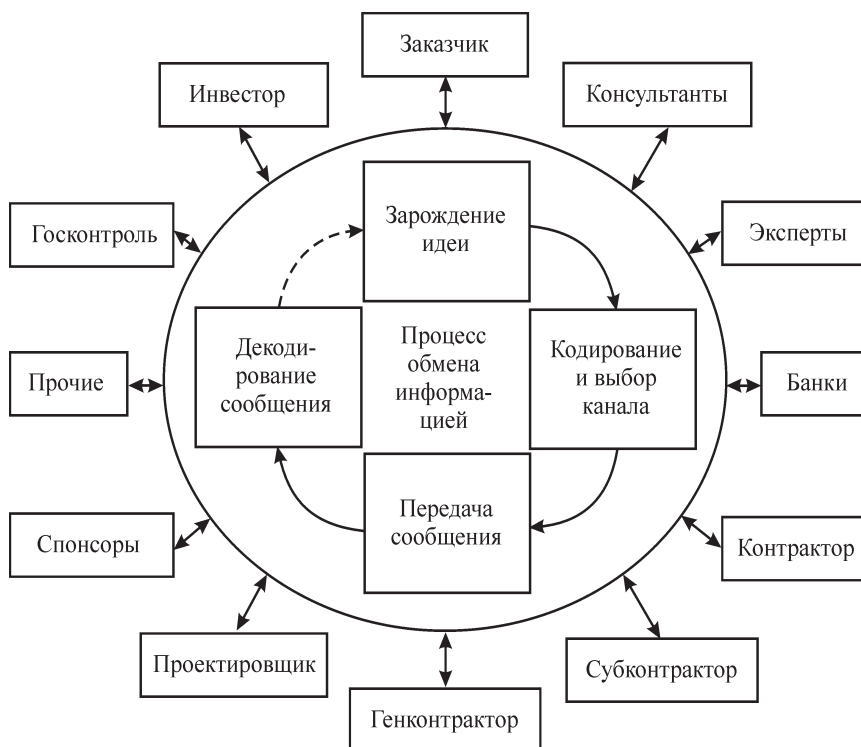 Заказчик
Инвестор
Консультанты
Зарождение
идеи
Госконтроль
Эксперты
Декоди-
рование
сообщения
Процесс
обмена
информа-
цией
Кодирование
и выбор
канала
Прочие
Банки
Передача
сообщения
Спонсоры
Контрактор
Проектировщик
Субконтрактор
Генконтрактор